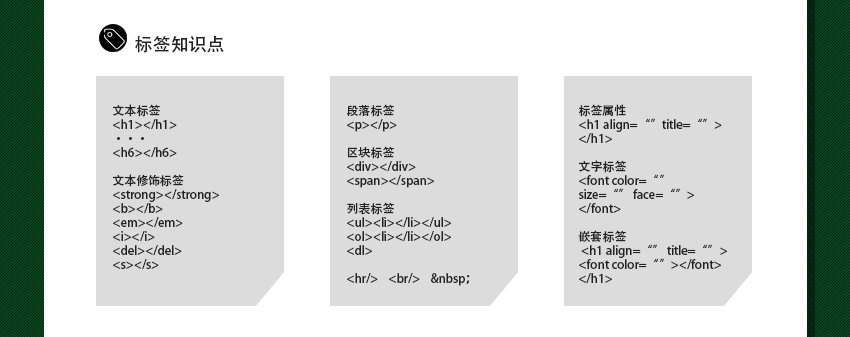 标签知识点
文本标签
<h1></h1>
・・・
<h6></h6>
文本修饰标签
<strong></strong>
<b></b>
<em></em>
<i></i>
<del></del>
<s></s>
段落标签
<p></p>
区块标签
<div></div>
<span></span>
列表标签
<ul><li></li></ul>
<ol><li></li></ol>
<dl>
<hr/> <br/> &nbsp;
标签属性
<h1 align= “” title= “” >
</h1>
文字标签
<font color= “”
size= “” face= “” >
</font>
嵌套标签
<h1 align= “” title= “” >
<font color= “” ></font>
</h1>